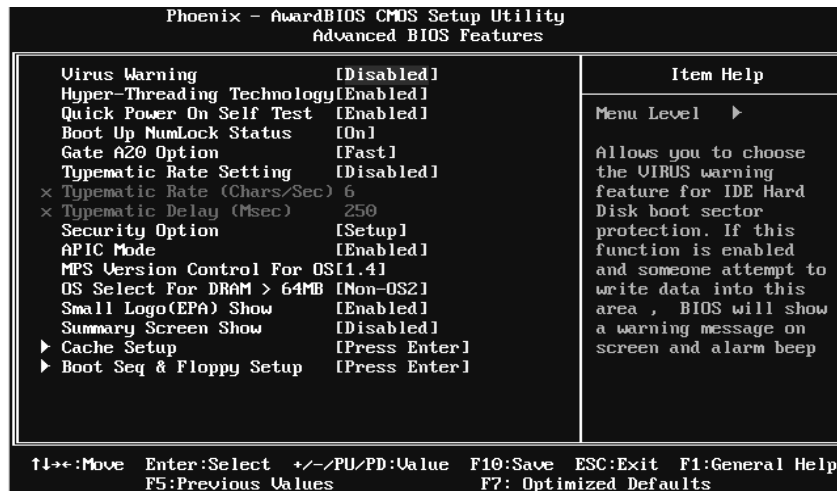 Phoenix - AwardBIOS CMOS Setup Utility
Advanced BIOS Features
Virus Warning [Disabled]
Hyper-Threading Technology[Enabled]
Quick Power On Self Test [Enabled]
Boot Up NumLock Status [On]
Gate A20 Option [Fast]
Typematic Rate Setting [Disabled]
x Typematic Rate (Chars/Sec) 6
x Typematic Delay (Msec) 250
Security Option [Setup]
APIC Mode [Enabled]
MPS Version Control For OS[1.4]
OS Select For DRAM > 64MB [Non-OS2]
Small Logo(EPA) Show [Enabled]
Summary Screen Show [Disabled]
▶ Cache Setup [Press Enter]
▶ Boot Seq & Floppy Setup [Press Enter]
Item Help
Menu Level ▶
Allows you to choose
the VIRUS warning
feature for IDE Hard
Disk boot sector
protection. If this
function is enabled
and someone attempt to
write data into this
area , BIOS will show
a warning message on
screen and alarm beep
↑↓→←:Move Enter:Select +/-/PU/PD:Value F10:Save ESC:Exit F1:General Help
F5:Previous Values F7: Optimized Defaults